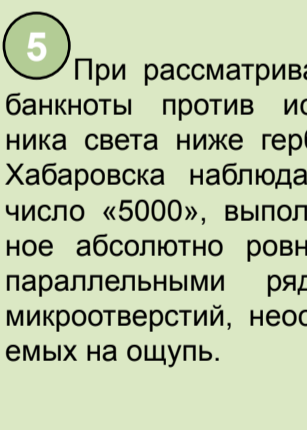 5
При рассматрива
банкноты против ис
ника света ниже гер
Хабаровска наблюда
число «5000», выпол
ное абсолютно ровн
параллельными ряд
микроотверстий, неос
емых на ощупь.